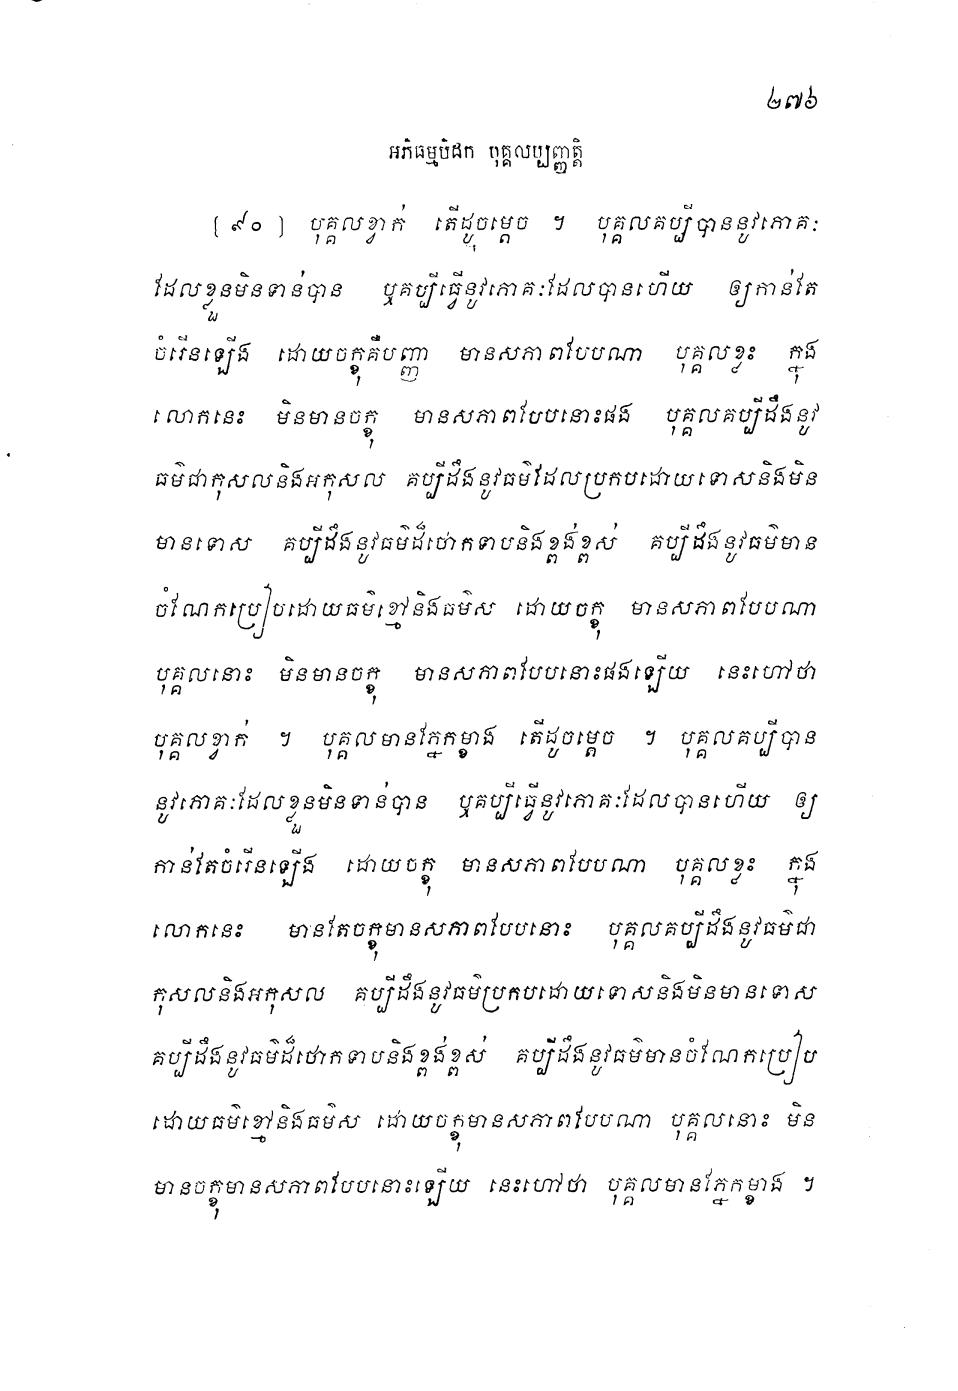 ២៧៦
អភិធម្មបិដក បុគ្គលប្បញ្ញត្តិ
[ ៩០ ] បុគ្គលខ្វាក់ តើដូចម្តេច ។ បុគ្គលគប្បីបាននូវភោគៈ
ដែលខ្លួនមិនទាន់បាន ឬគប្បីធ្វើនូវភោគៈដែលបានហើយ ឲ្យកាន់តែ
ចំរើនឡើង ដោយចក្ខុគឺបញ្ញា មានសភាពបែបណា បុគ្គលខ្លះ ក្នុង
លោកនេះ មិនមានចក្ខុ មានសភាពបែបនោះផង បុគ្គលគប្បីដឹងនូវ
ធម៌ជាកុសលនិងអកុសល គប្បីដឹងនូវធម៌ដែលប្រកបដោយទោសនិងមិន
មានទោស គប្បីដឹងនូវធម៌ដ៏ថោកទាបនិងខ្ពង់ខ្ពស់ គប្បីដឹងនូវធម៌មាន
ចំណែកប្រៀបដោយធម៌ខ្មៅនិងធម៌ស ដោយចក្ខុ មានសភាពបែបណា
បុគ្គលនោះ មិនមានចក្ខុ មានសភាពបែបនោះផងឡើយ នេះហៅថា
បុគ្គលខ្វាក់ ។ បុគ្គលមានភ្នែកម្ខាង តើដូចម្តេច ។ បុគ្គលគប្បីបាន
នូវភោគៈដែលខ្លួនមិនទាន់បាន ឬគប្បីធ្វើនូវភោគៈដែលបានហើយ ឲ្យ
កាន់តែចំរើនឡើង ដោយចក្ខុ មានសភាពបែបណា បុគ្គលខ្លះ ក្នុង
លោកនេះ មានតែចក្ខុមានសភាពបែបនោះ បុគ្គលគប្បីដឹងនូវធម៌ជា
កុសលនិងអកុសល គប្បីដឹងនូវធម៌ប្រកបដោយទោសនិងមិនមានទោស
គប្បីដឹងនូវធម៌ដ៏ថោកទាបនិងខ្ពង់ខ្ពស់ គប្បីដឹងនូវធម៌មានចំណែកប្រៀប
ដោយធម៌ខ្មៅនិងធម៌ស ដោយចក្ខុមានសភាពបែបណា បុគ្គលនោះ មិន
មានចក្ខុមានសភាពបែបនោះឡើយ នេះហៅថា បុគ្គលមានភ្នែកម្ខាង ។